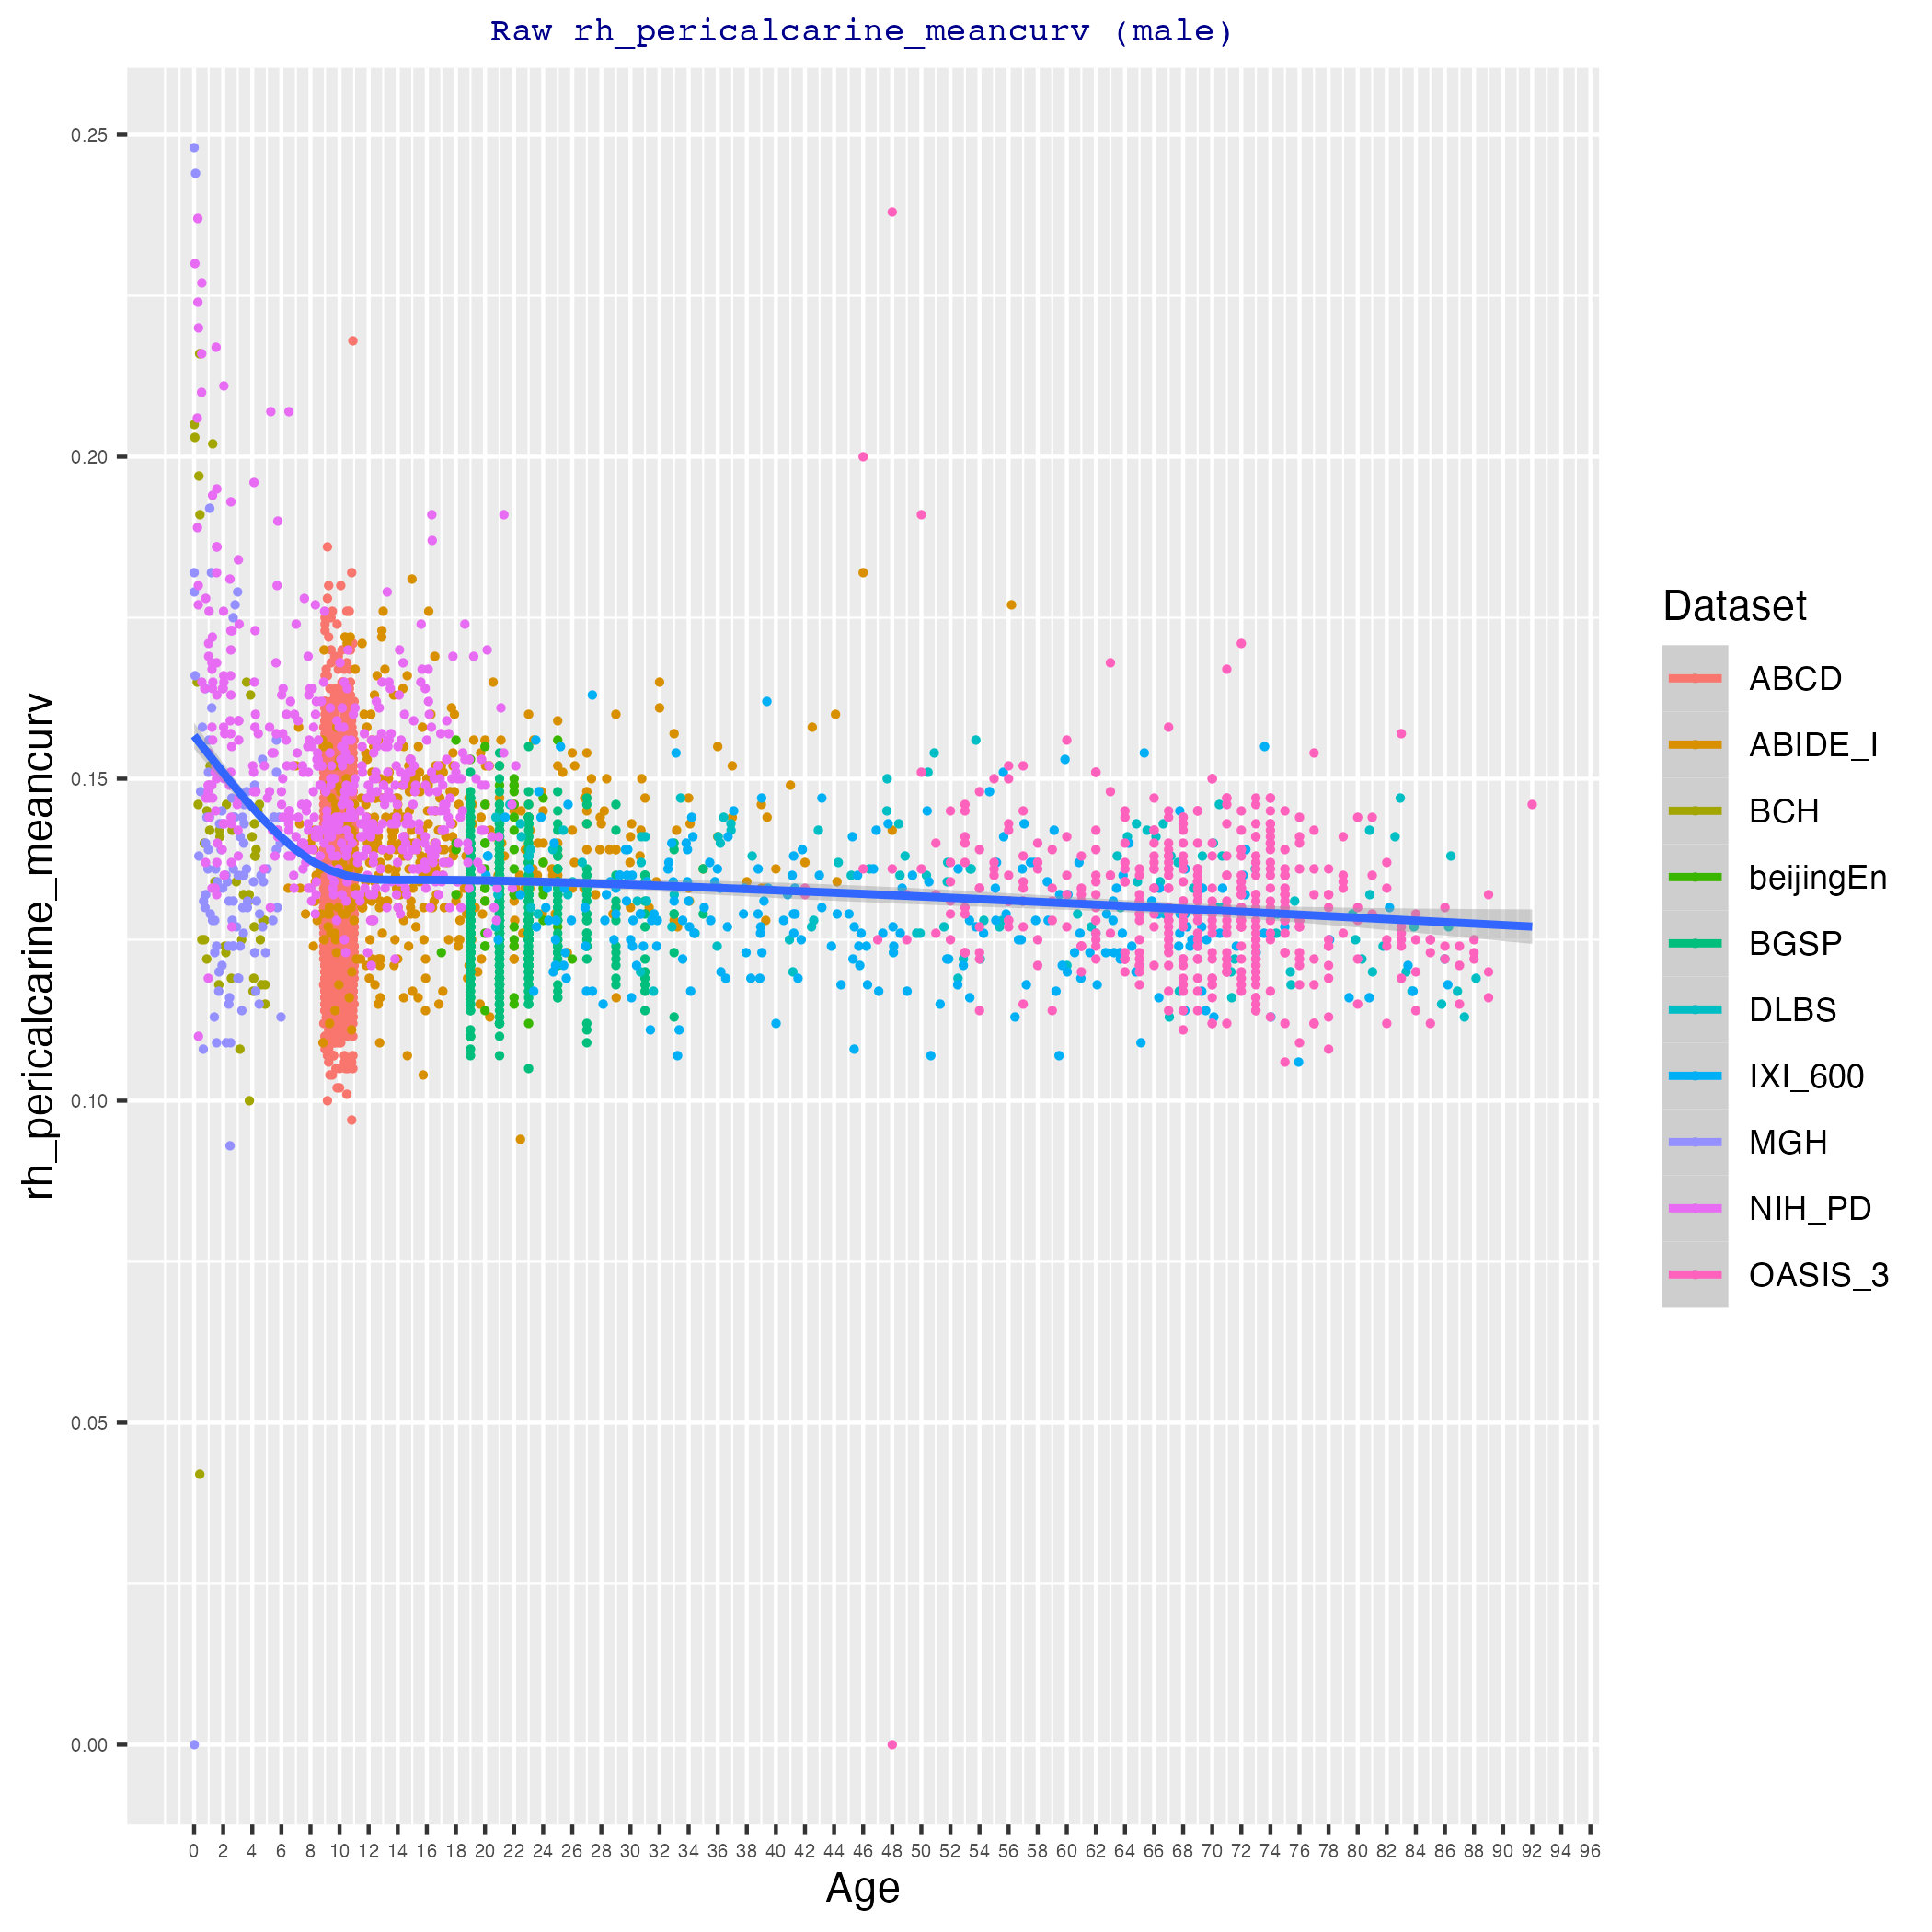 Raw rh_pericalcarine_meancurv (male)
rh_pericalcarine_meancurv
0.25
0.20
0.15
0.10
0.05
0.00
0 2 4 6 8 10 12 14 16 18 20 22 24 26 28 30 32 34 36 38 40 42 44 46 48 50 52 54 56 58 60 62 64 66 68 70 72 74 76 78 80 82 84 86 88 90 92 94 96
Age
Dataset
ABCD
ABIDE_I
BCH
beijingEn
BGSP
DLBS
IXI_600
MGH
NIH_PD
OASIS_3